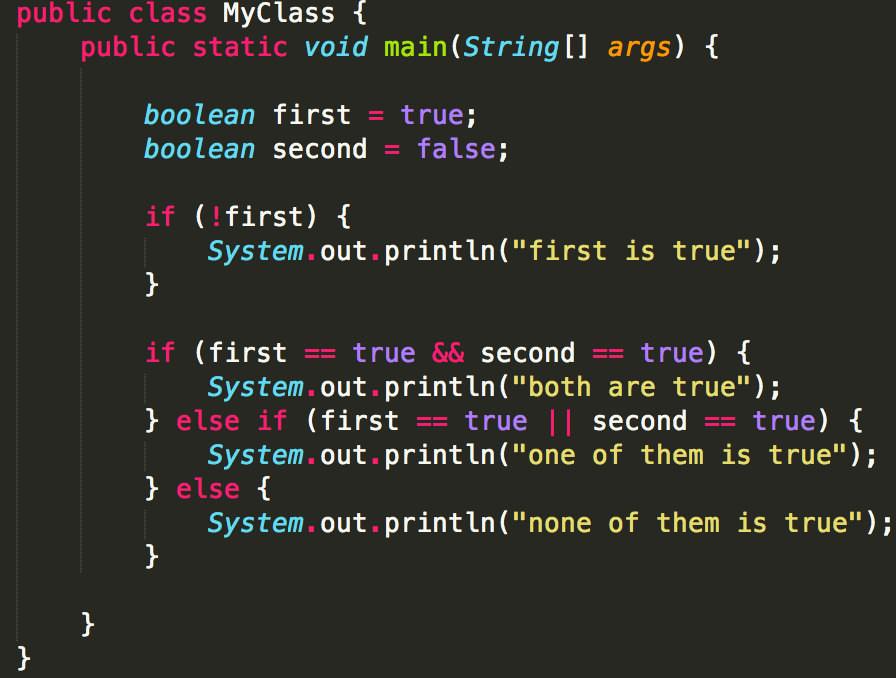 public class MyClass {
    public static void main(String[] args) {

        boolean first = true;
        boolean second = false;

        if (!first) {
            System.out.println("first is true");
        }

        if (first == true && second == true) {
            System.out.println("both are true");
        } else if (first == true || second == true) {
            System.out.println("one of them is true");
        } else {
            System.out.println("none of them is true");
        }

    }
}